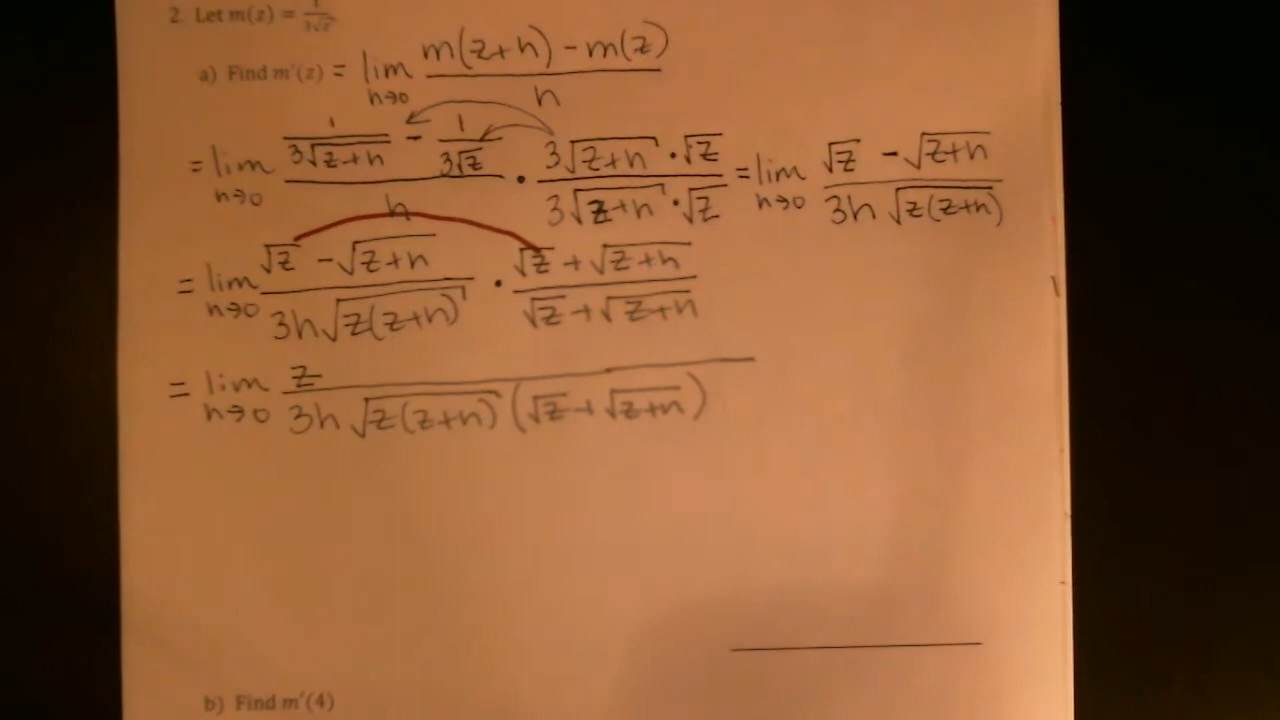 2. Let m(z) = 1/(3√z)
a) Find m'(z) = lim h→0 (m(z+h) - m(z))/h
= lim h→0 (1/(3√(z+h)) - 1/(3√z))/h · (3√(z+h) · √z)/(3√(z+h) · √z) = lim h→0 (√z - √(z+h))/(3h√(z(z+h)))
= lim h→0 (√z - √(z+h))/(3h√(z(z+h))) · (√z + √(z+h))/(√z + √(z+h))
= lim h→0 z/(3h√(z(z+h)) (√z + √(z+h)))
b) Find m'(4)